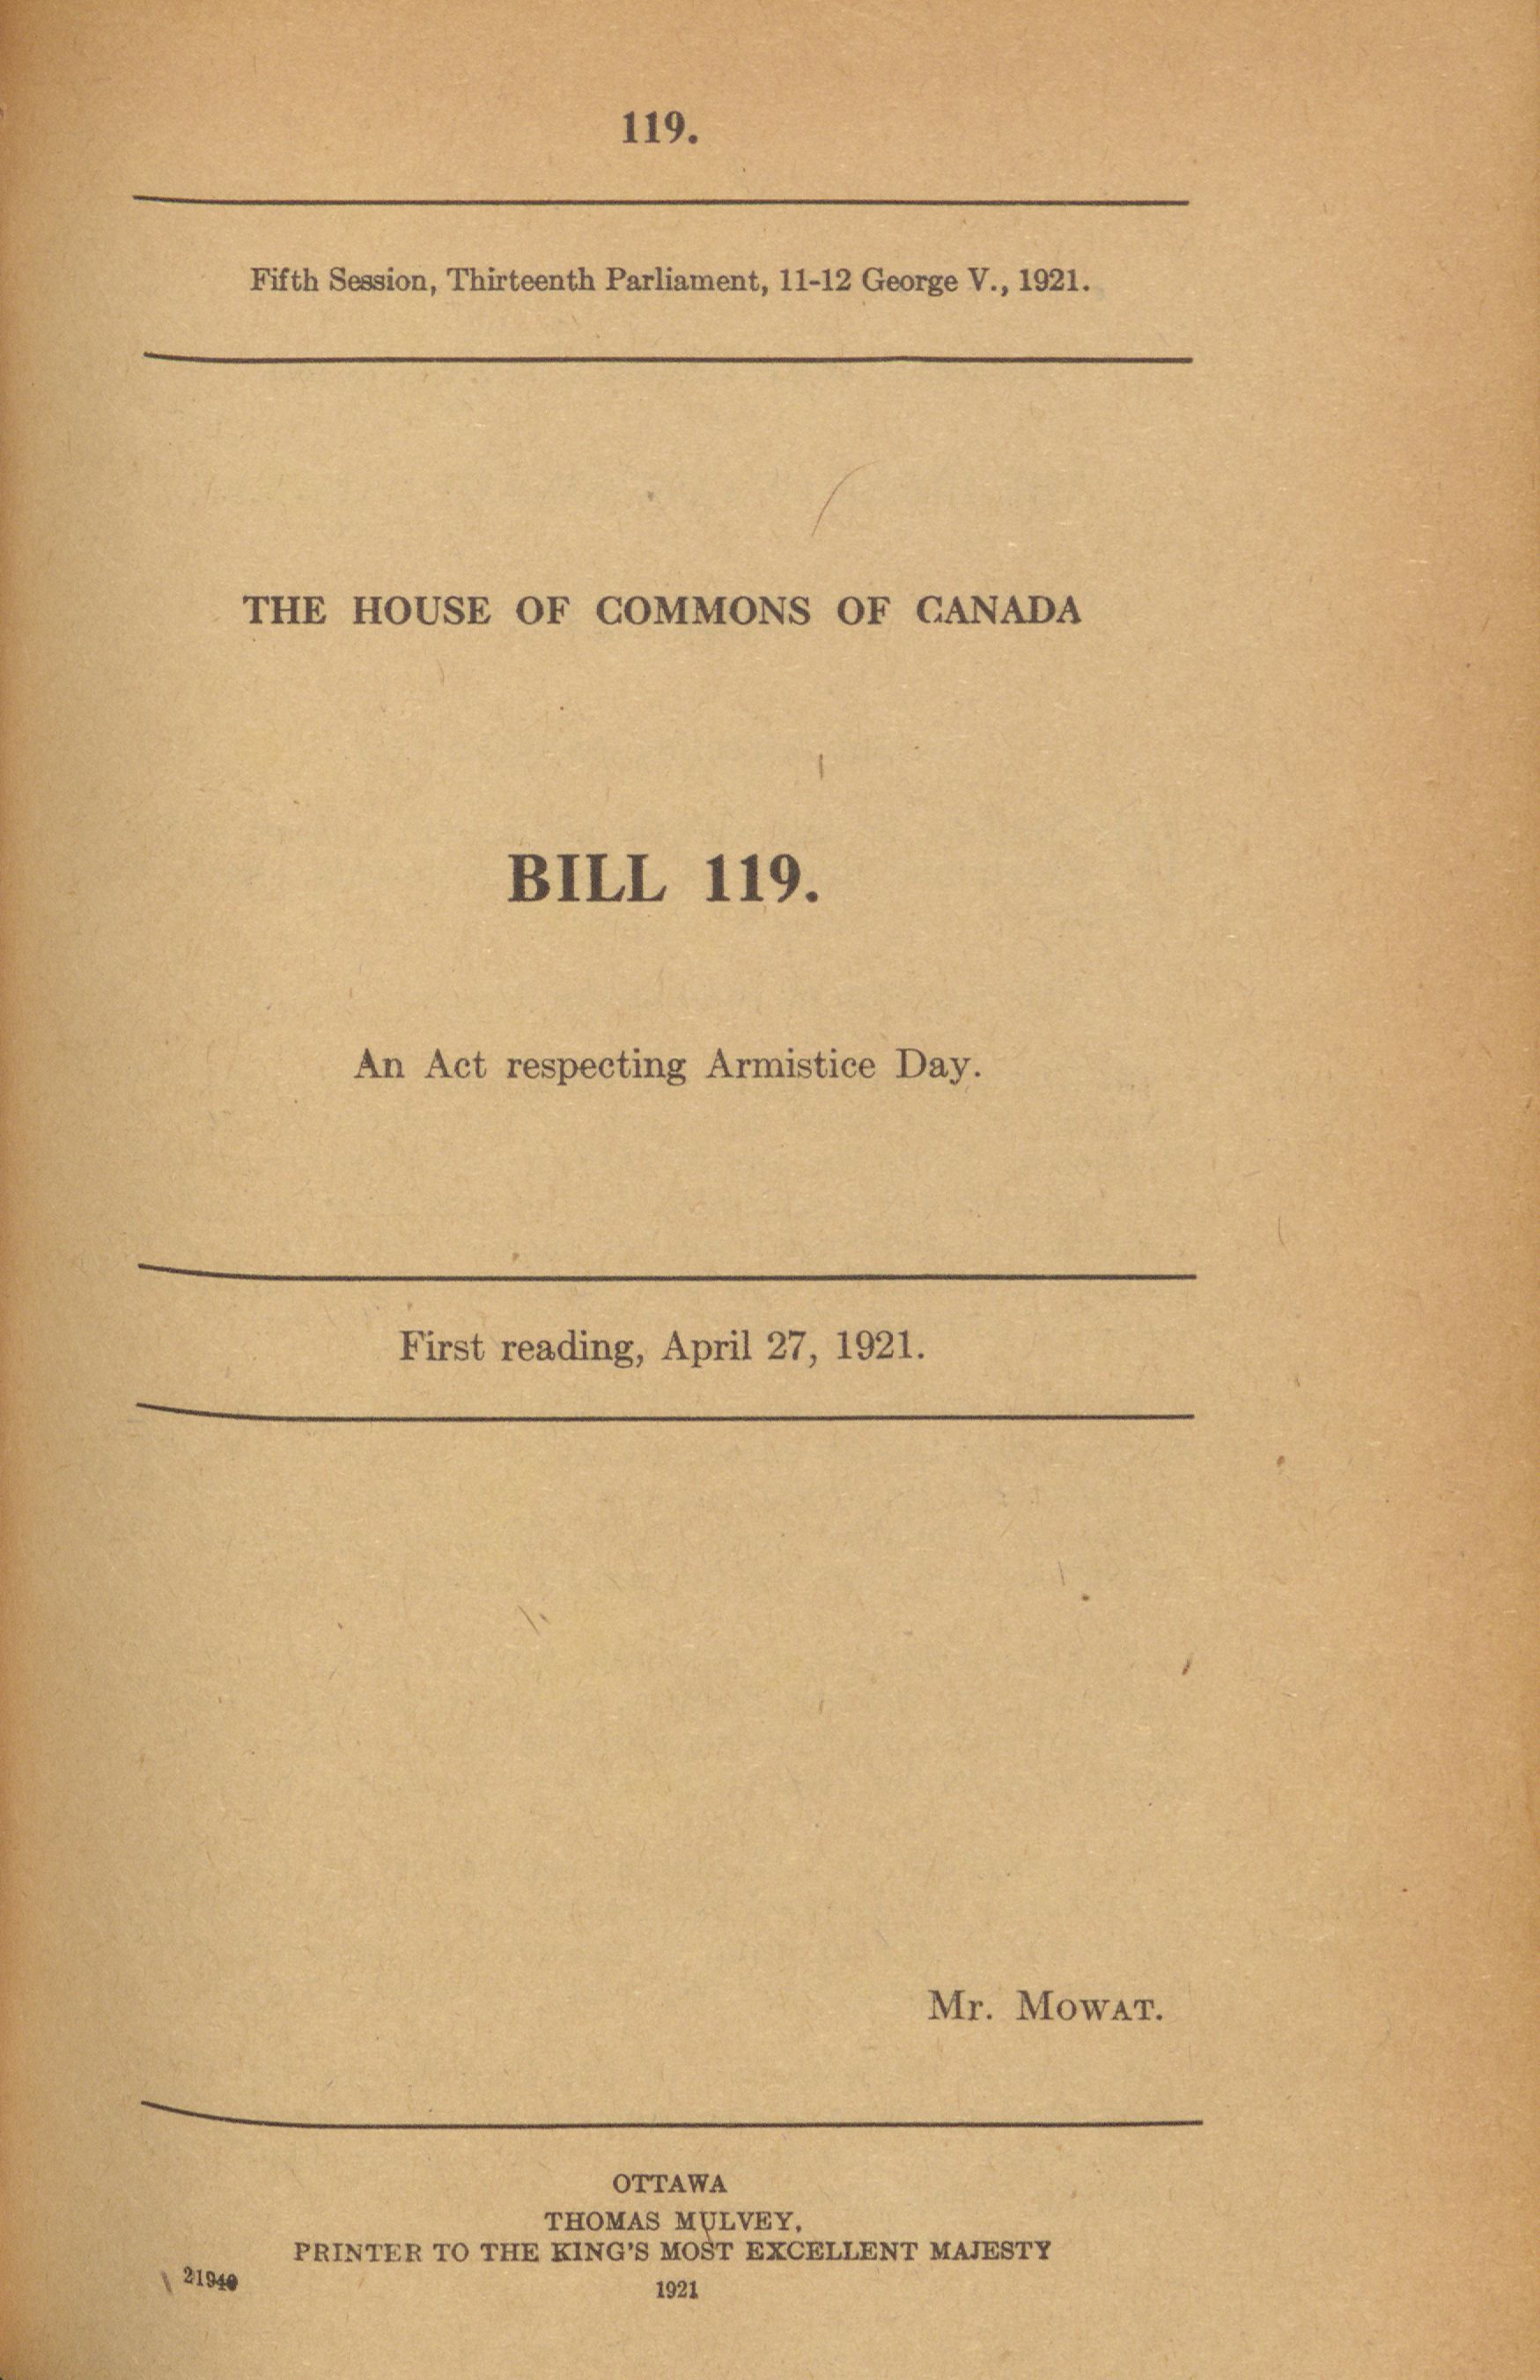 119.
Fifth Session, Thirteenth Parliament, 11-12 George V., 1921.
THE HOUSE OF COMMONS OF CANADA
BILL 119.
An Act respecting Armistice Day.
First reading, April 27, 1921.
Mr. MOWAT.
OTTAWA
THOMAS MULVEY,
PRINTER TO THE KING'S MOST EXCELLENT MAJESTY
21940
1921